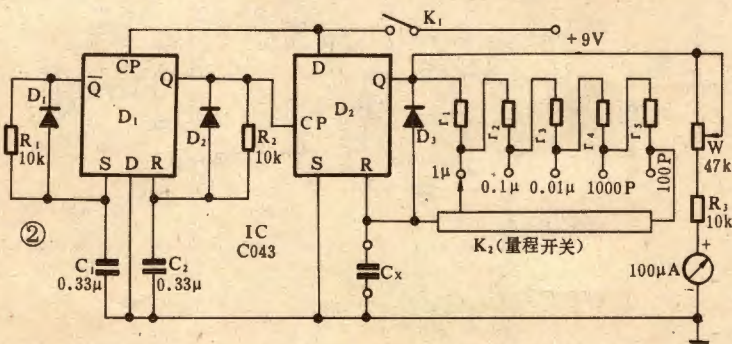 K₁
+9V
CP
D
D₁
Q̄
Q
D₂
R₂
10k
CP
Q
D₃
r₁
r₂
r₃
r₄
r₅
R₁
10k
D₁
D₂
S
D
R
S
R
1μ
0.1μ
0.01μ
1000P
100P
W
47k
R₃
10k
②
C₁
0.33μ
C₂
0.33μ
IC
C043
Cx
K₂(量程开关)
100μA
+
-